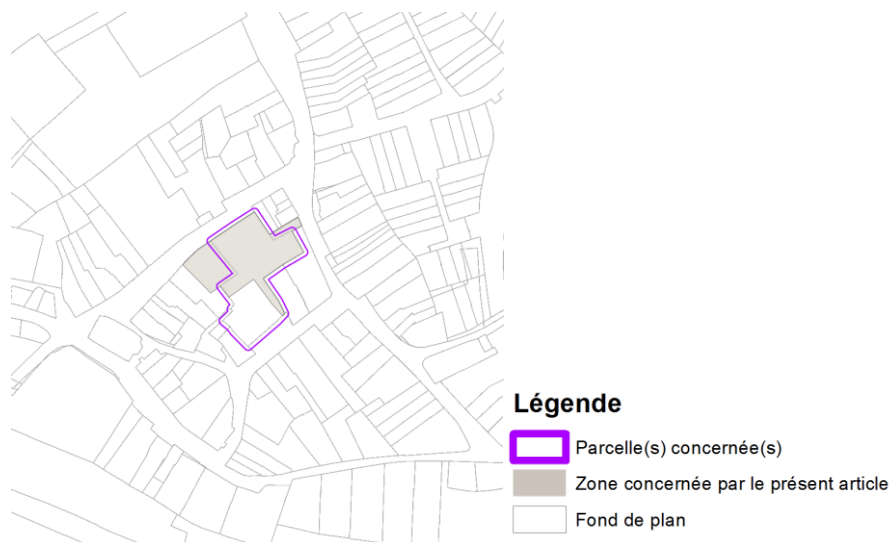 Légende
Parcelle(s) concernée(s)
Zone concernée par le présent article
Fond de plan